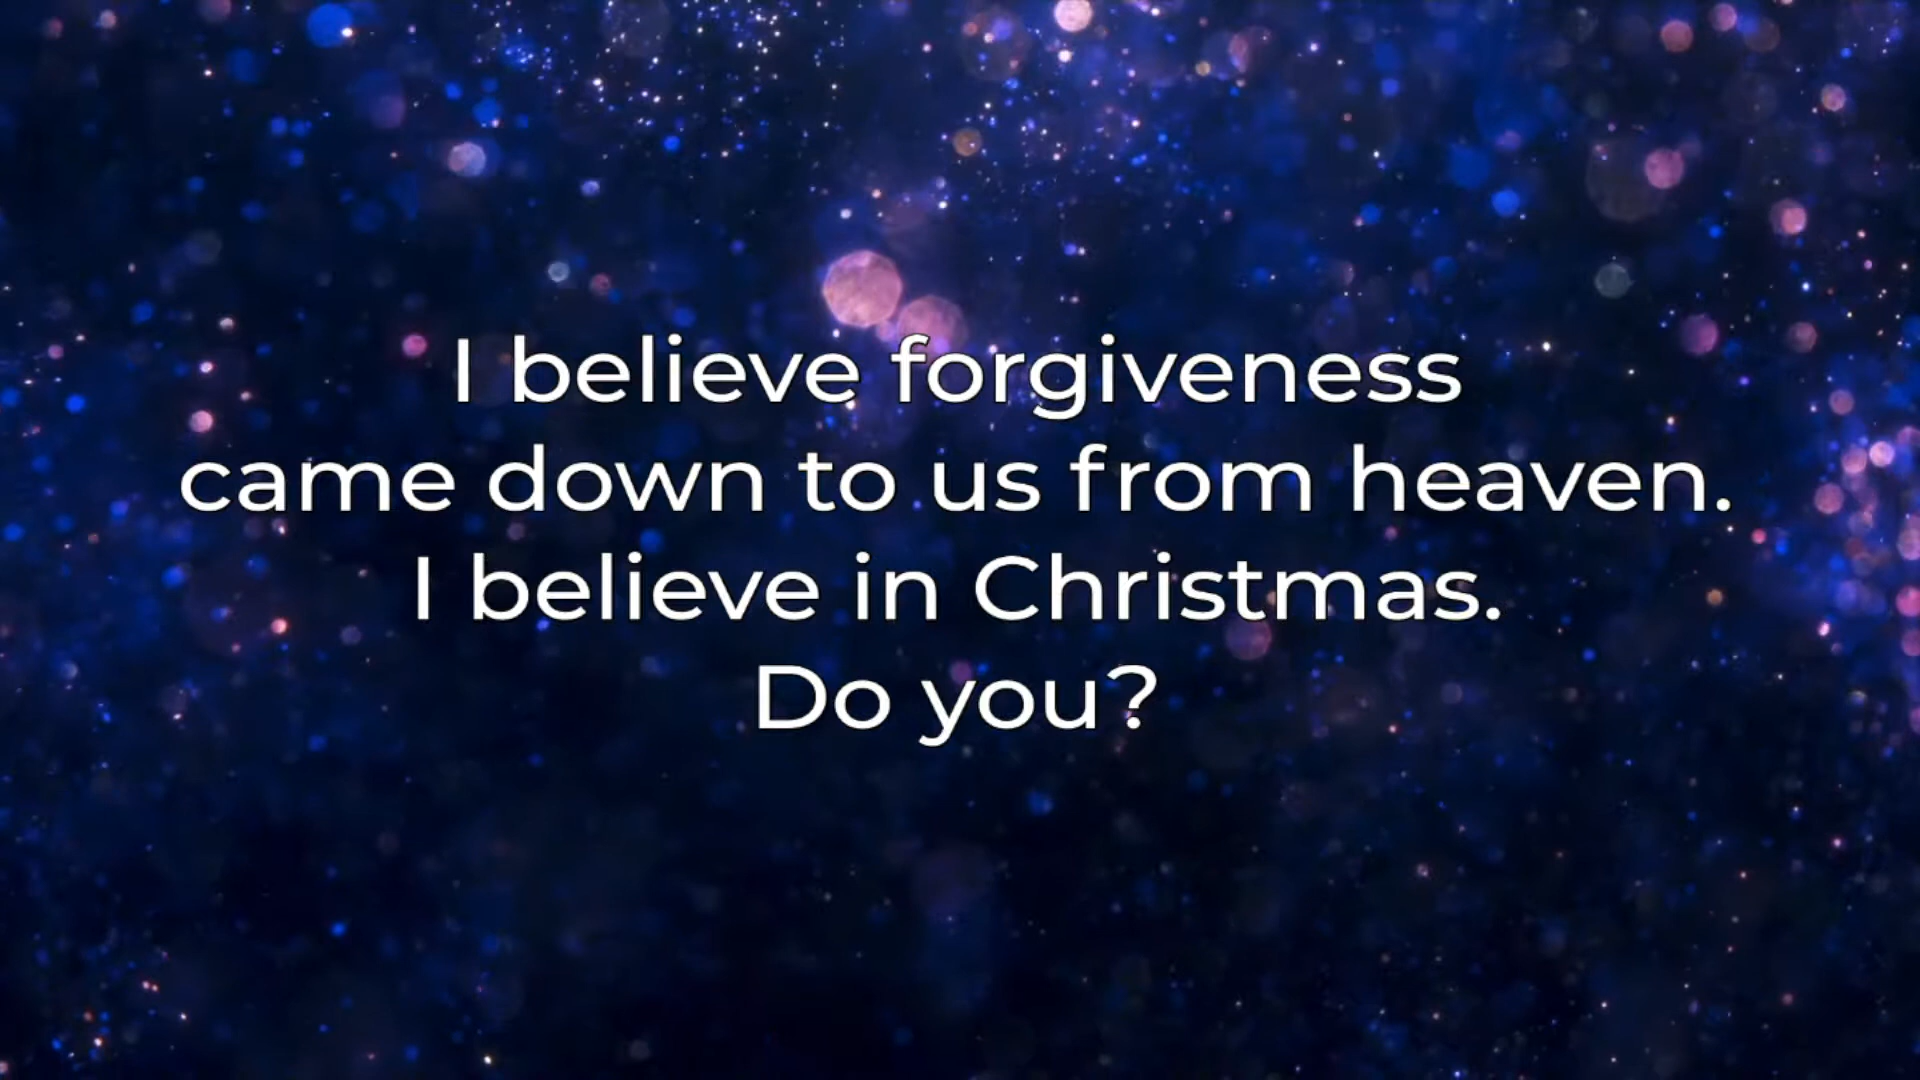 I believe forgiveness
came down to us from heaven.
I believe in Christmas.
Do you?